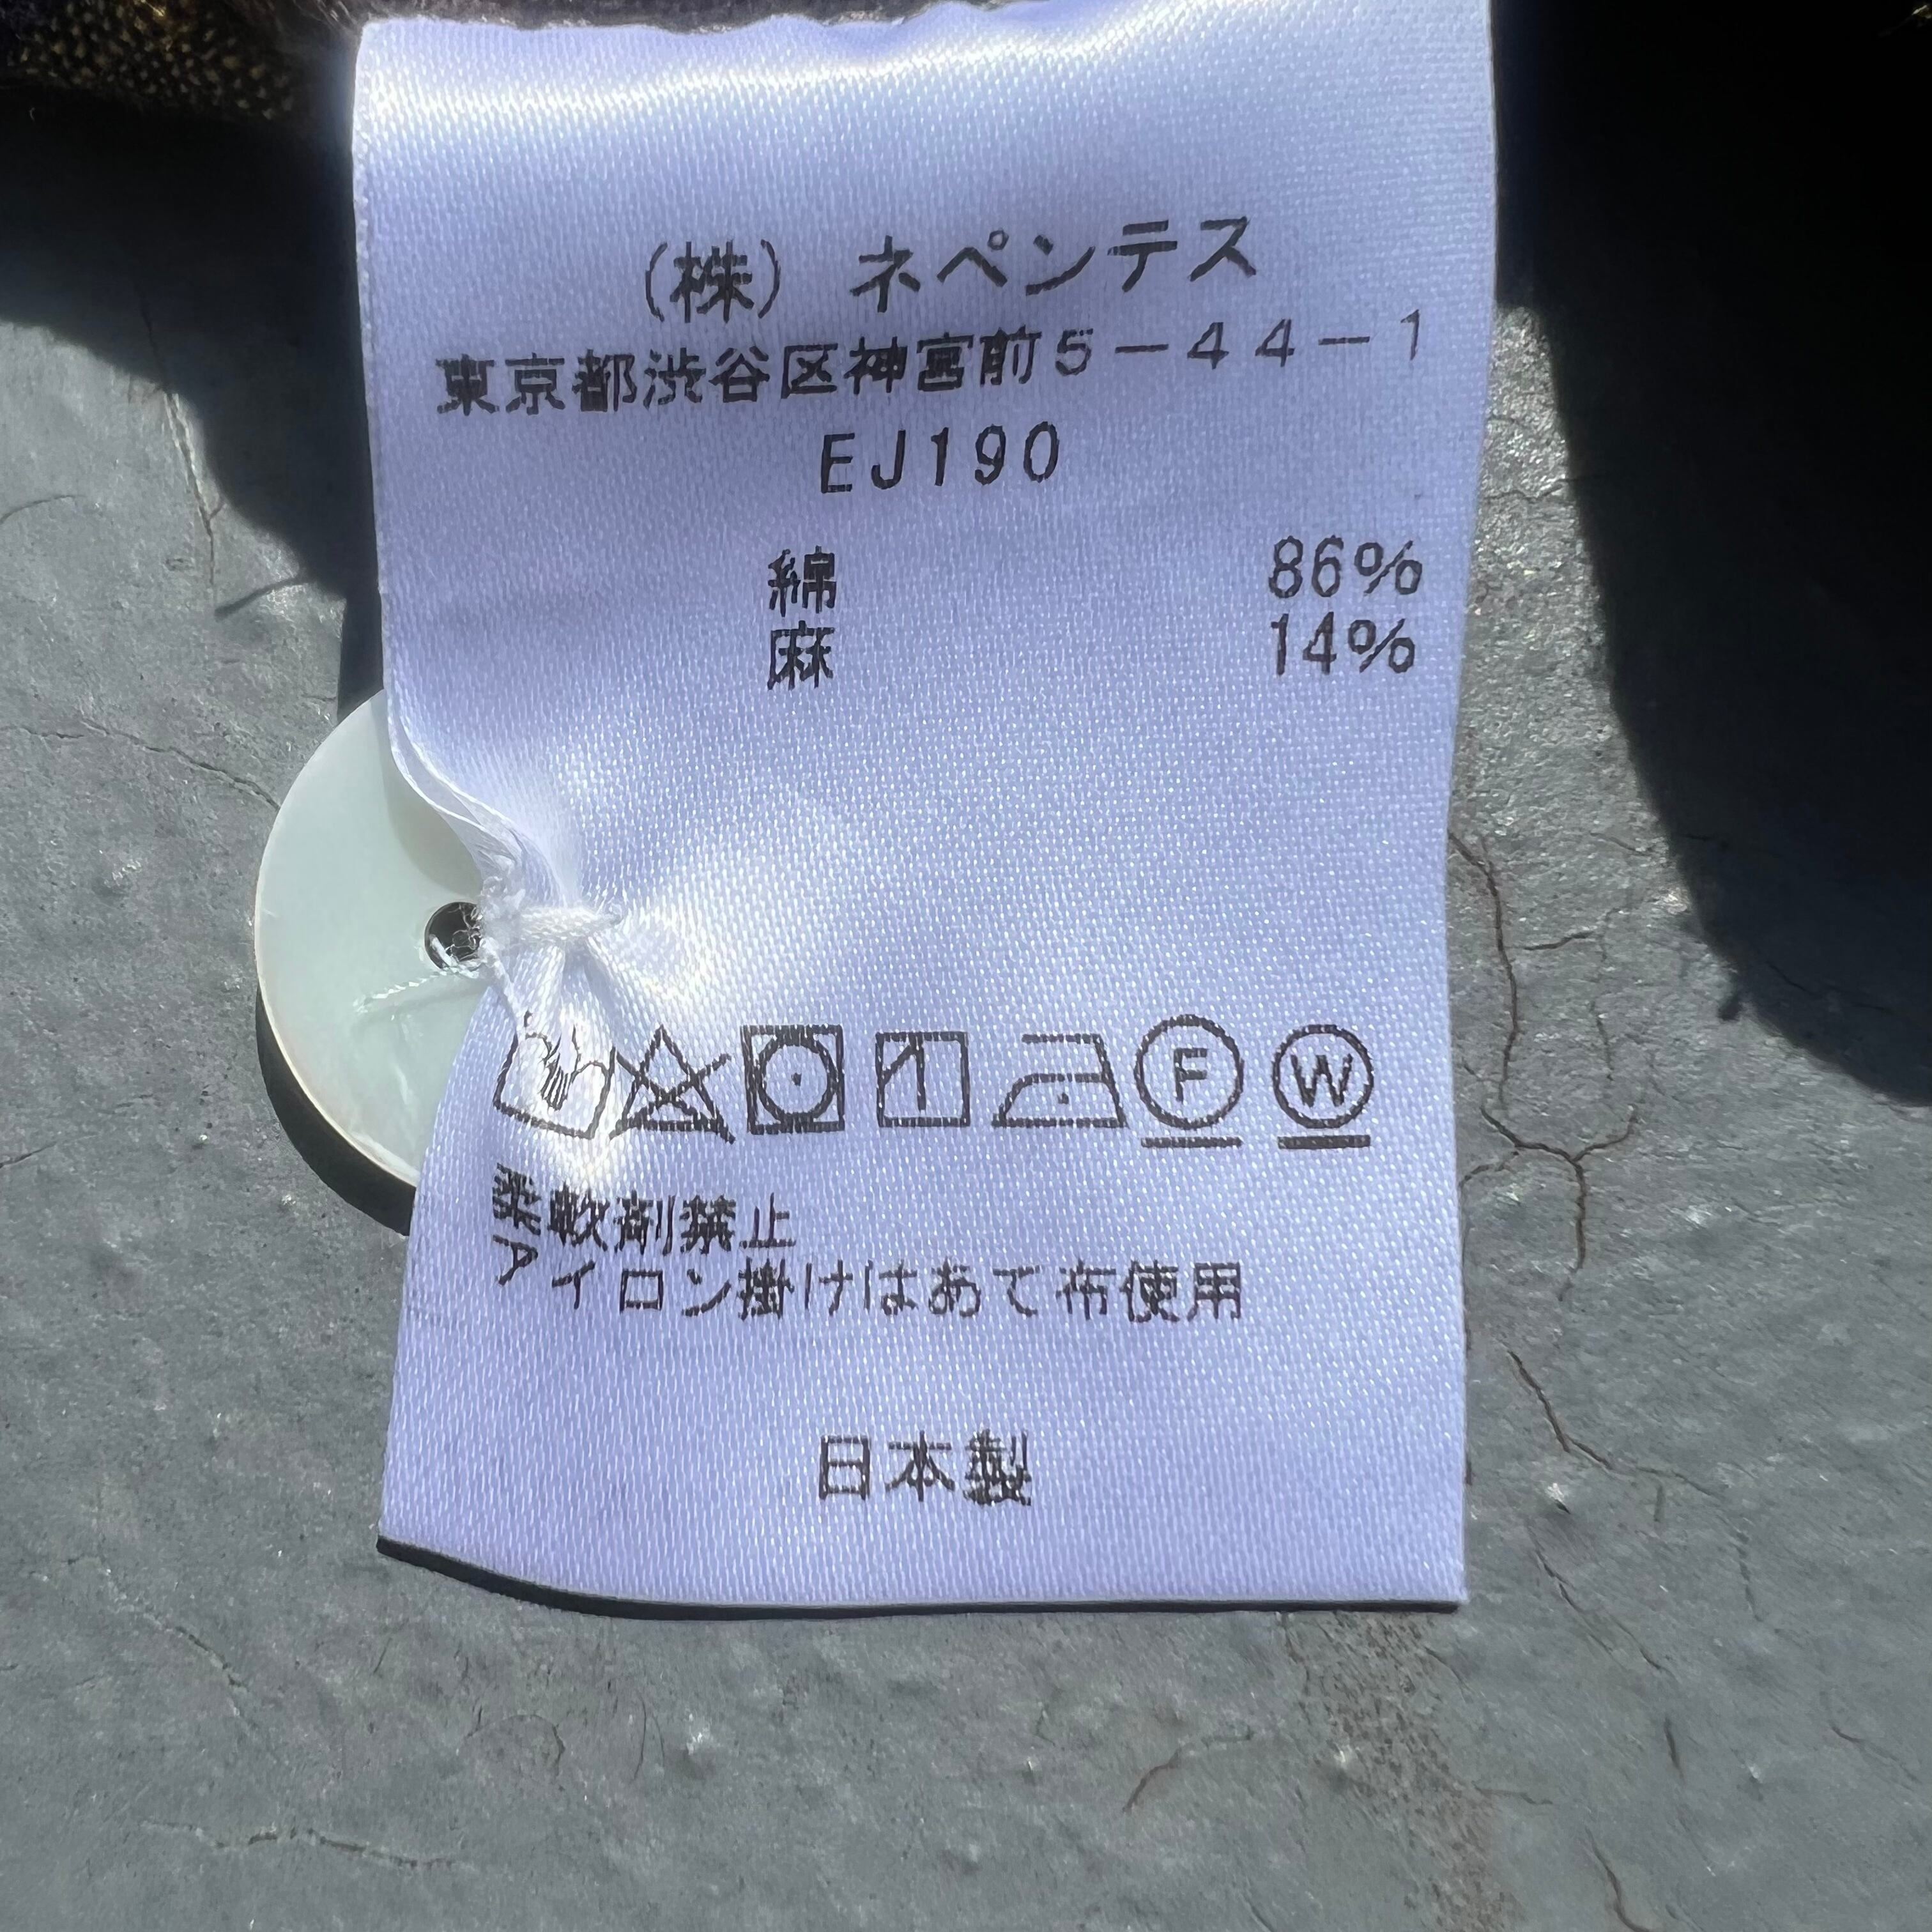 (株) ネペンテス
東京都渋谷区神宮前5-44-1
EJ190
綿 86%
麻 14%
F W
柔軟剤禁止
アイロン掛けはあて布使用
日本製